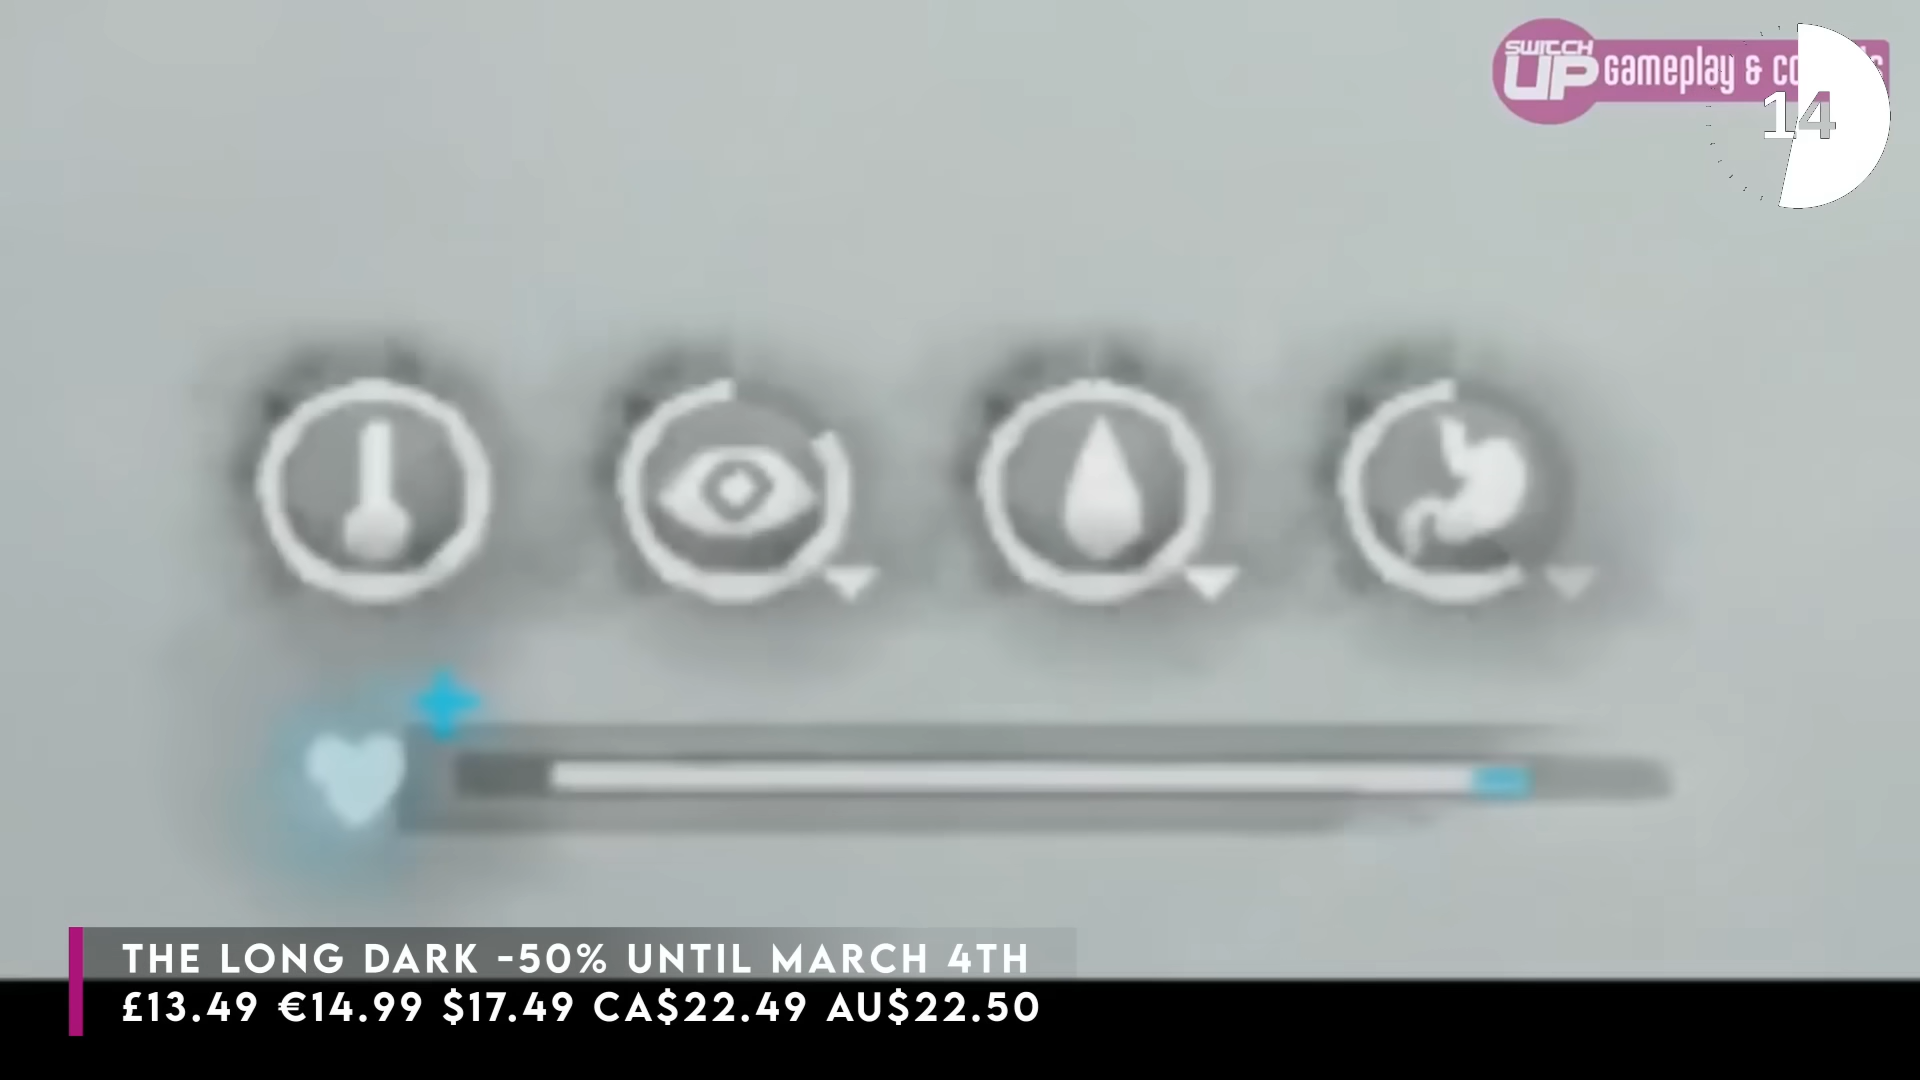 SWITCH
UP gameplay & co
14
THE LONG DARK -50% UNTIL MARCH 4TH
£13.49 €14.99 $17.49 CA$22.49 AU$22.50